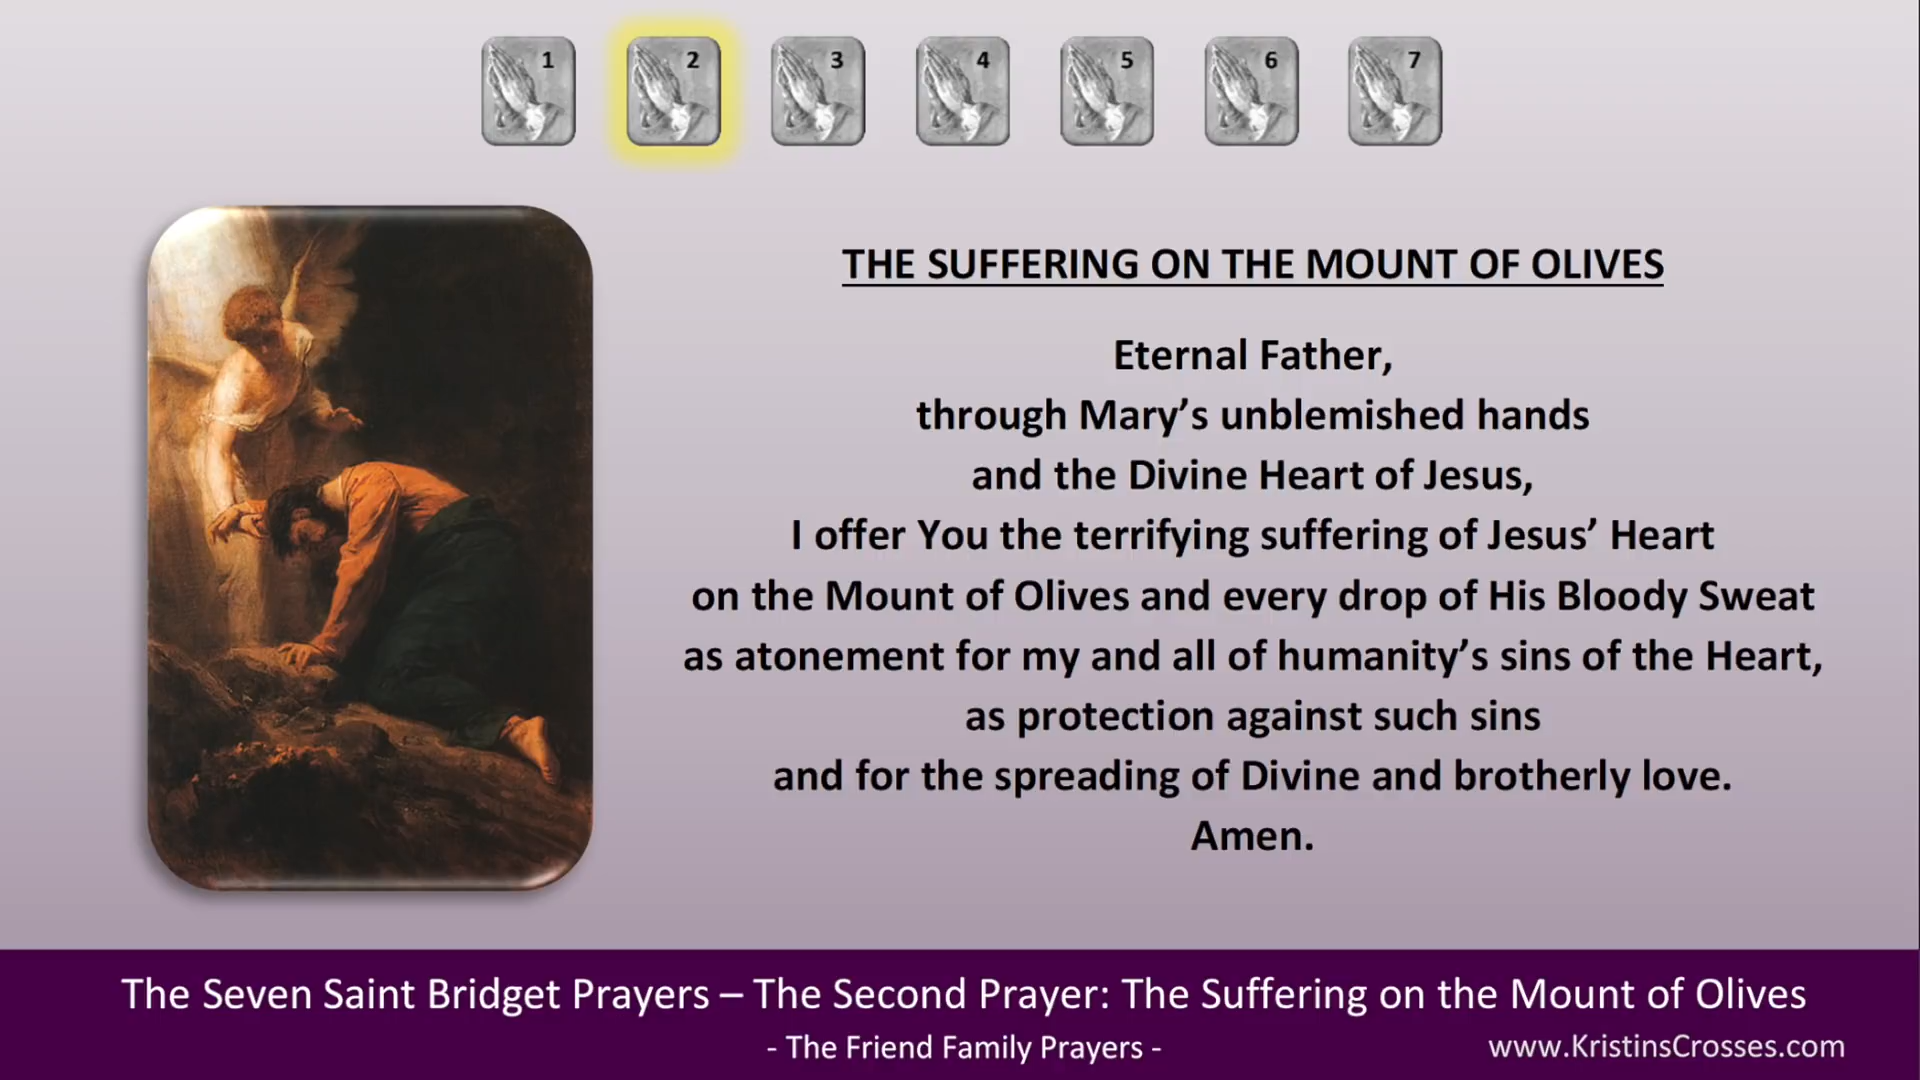 1 2 3 4 5 6 7
THE SUFFERING ON THE MOUNT OF OLIVES
Eternal Father,
through Mary’s unblemished hands
and the Divine Heart of Jesus,
I offer You the terrifying suffering of Jesus’ Heart
on the Mount of Olives and every drop of His Bloody Sweat
as atonement for my and all of humanity’s sins of the Heart,
as protection against such sins
and for the spreading of Divine and brotherly love.
Amen.
The Seven Saint Bridget Prayers – The Second Prayer: The Suffering on the Mount of Olives
- The Friend Family Prayers -
www.KristinsCrosses.com